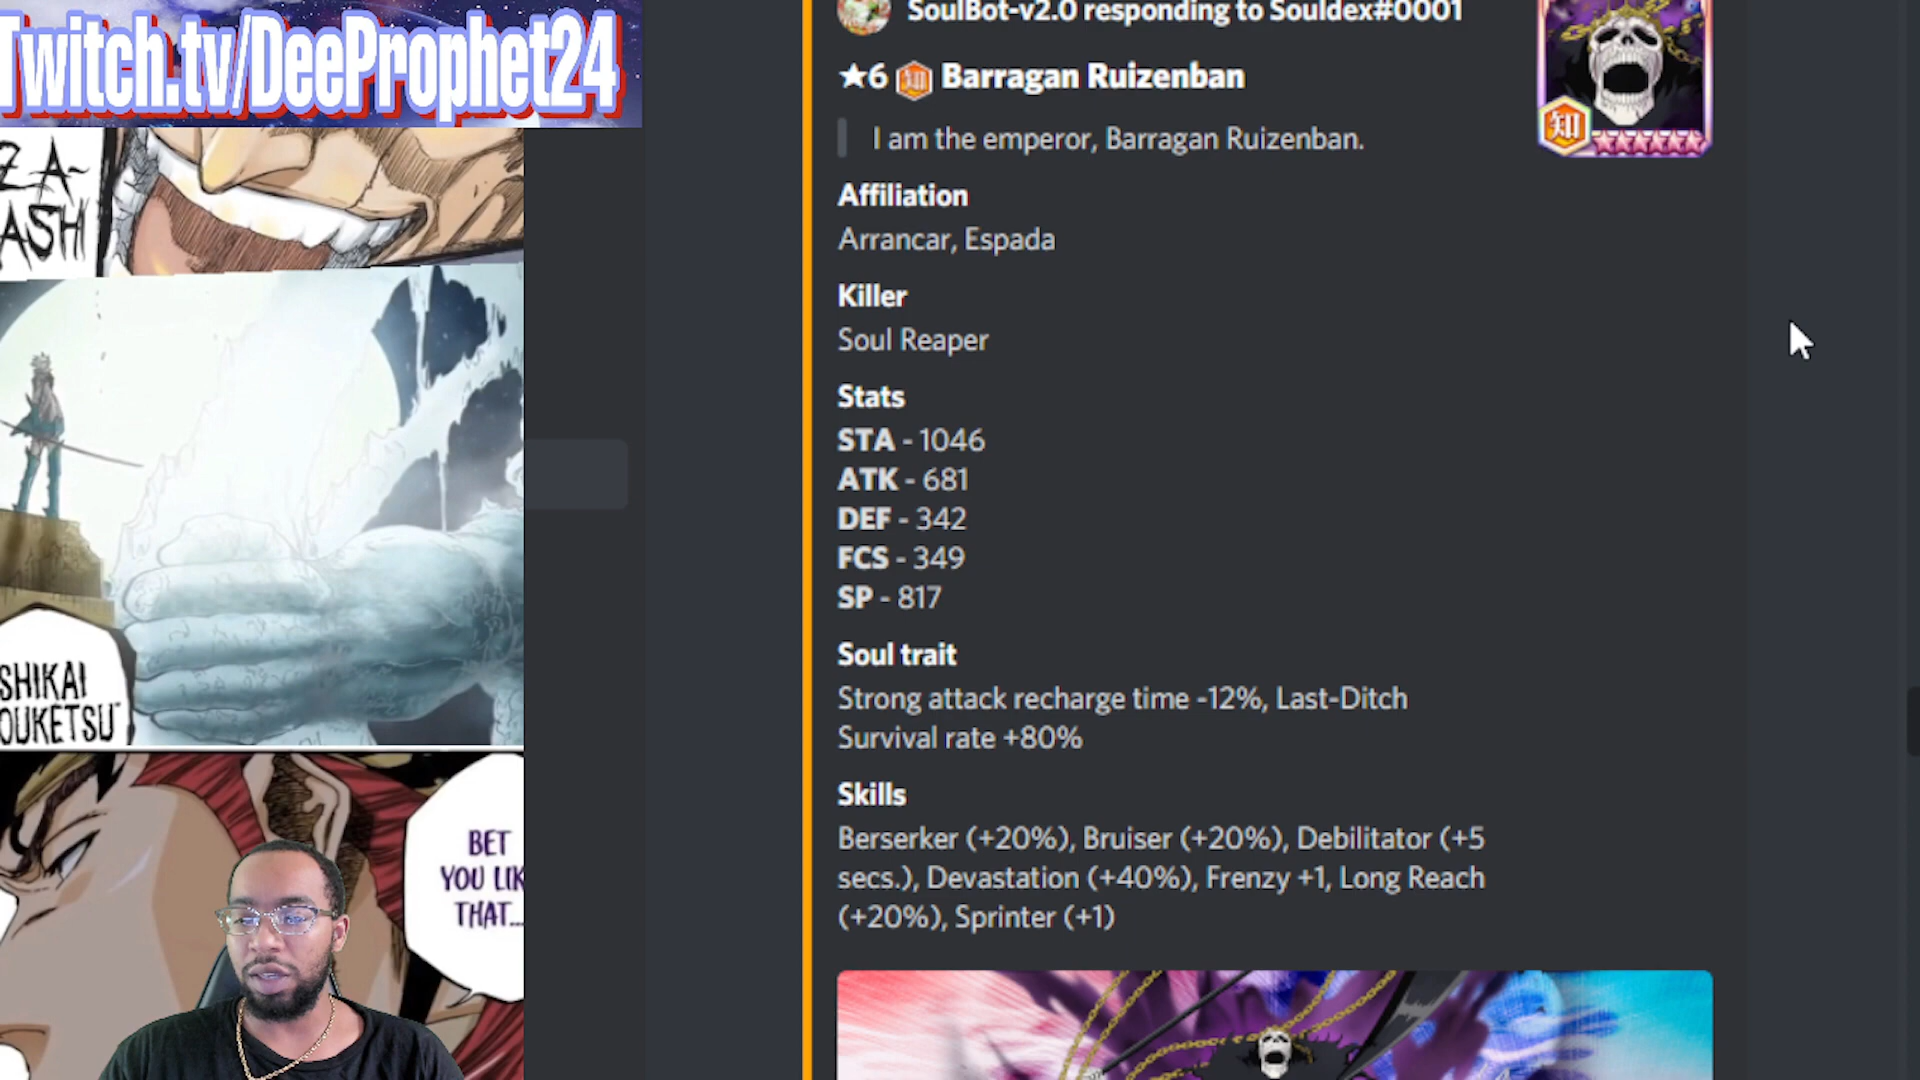 Twitch.tv/DeeProphet24
ZA-
ASH
SHIKAI
OUKETSU
BET
YOU LIK
THAT...
SoulBot-v2.0 responding to Souldex#0001
★6 知 Barragan Ruizenban
I am the emperor, Barragan Ruizenban.
知
Affiliation
Arrancar, Espada
Killer
Soul Reaper
Stats
STA - 1046
ATK - 681
DEF - 342
FCS - 349
SP - 817
Soul trait
Strong attack recharge time -12%, Last-Ditch
Survival rate +80%
Skills
Berserker (+20%), Bruiser (+20%), Debilitator (+5
secs.), Devastation (+40%), Frenzy +1, Long Reach
(+20%), Sprinter (+1)